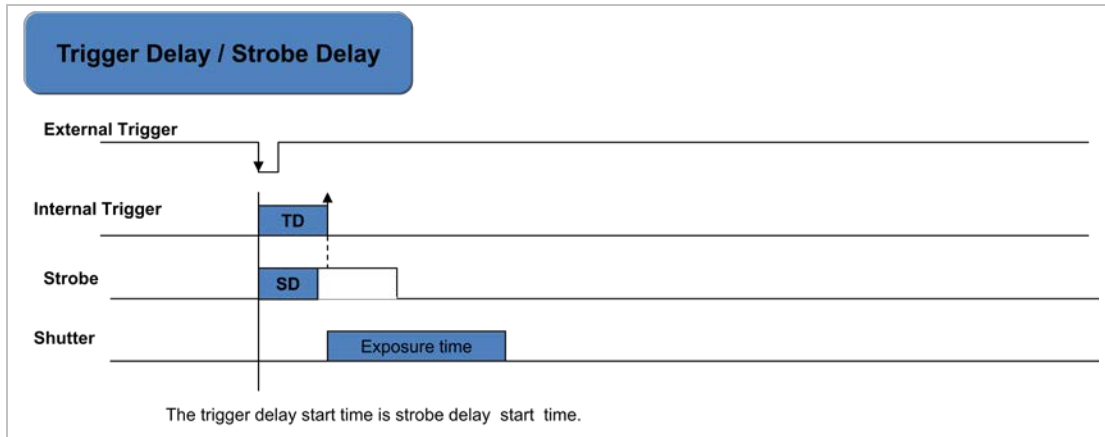 Trigger Delay / Strobe Delay
External Trigger
Internal Trigger
TD
Strobe
SD
Shutter
Exposure time
The trigger delay start time is strobe delay start time.